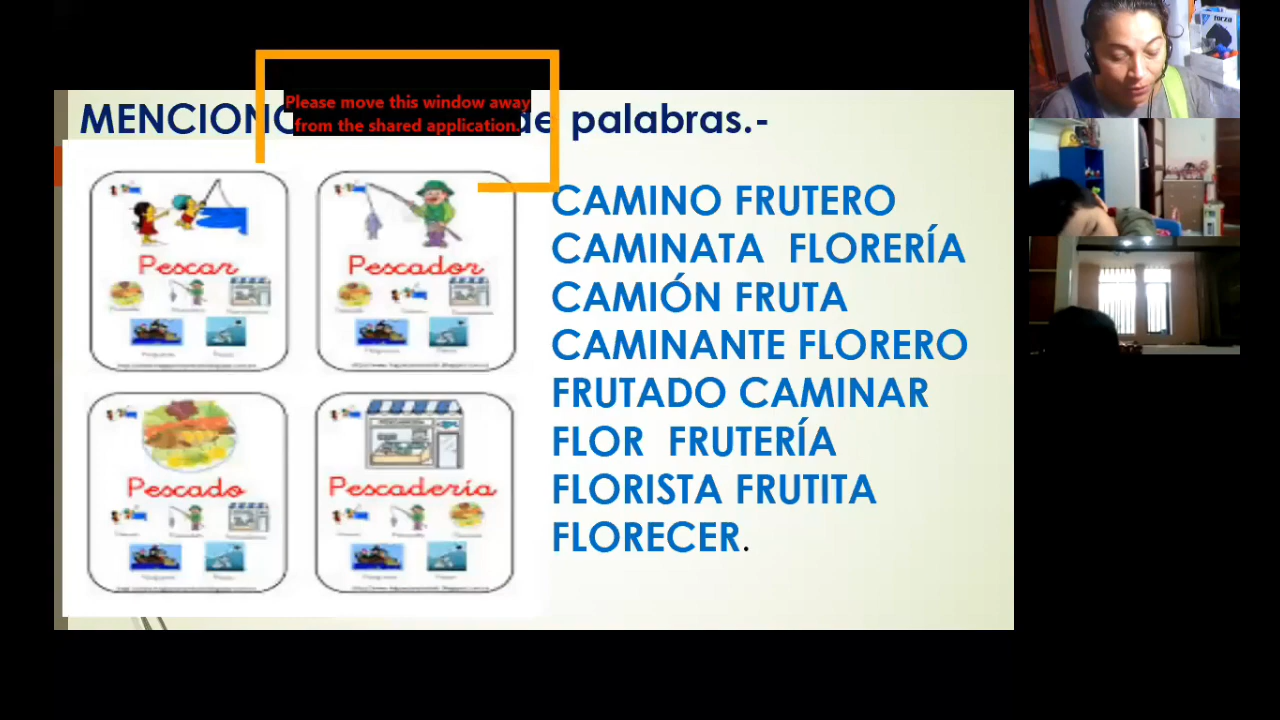 Please move this window away
from the shared application.
de palabras.-
Pescar
Pescador
Pescado
Pescadería
CAMINO FRUTERO
CAMINATA FLORERÍA
CAMIÓN FRUTA
CAMINANTE FLORERO
FRUTADO CAMINAR
FLOR FRUTERÍA
FLORISTA FRUTITA
FLORECER.